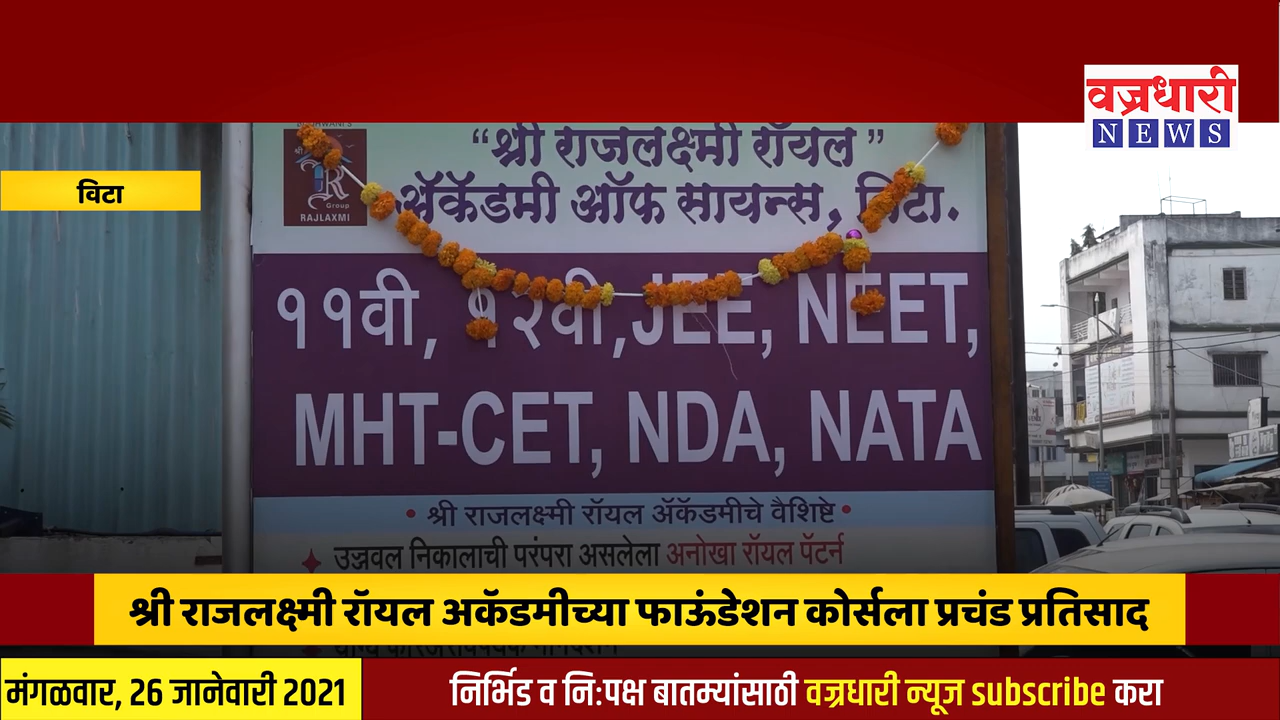 वज्रधारी
NEWS
विटा
Group
RAJLAXMI
“श्री राजलक्ष्मी रॉयल”
ॲकॅडमी ऑफ सायन्स, विटा.
११वी, १२वी,JEE, NEET,
MHT-CET, NDA, NATA
• श्री राजलक्ष्मी रॉयल ॲकॅडमीचे वैशिष्टे •
उज्जवल निकालाची परंपरा असलेला अनोखा रॉयल पॅटर्न
श्री राजलक्ष्मी रॉयल अकॅडमीच्या फाऊंडेशन कोर्सला प्रचंड प्रतिसाद
मंगळवार, 26 जानेवारी 2021
निर्भिड व नि:पक्ष बातम्यांसाठी वज्रधारी न्यूज subscribe करा